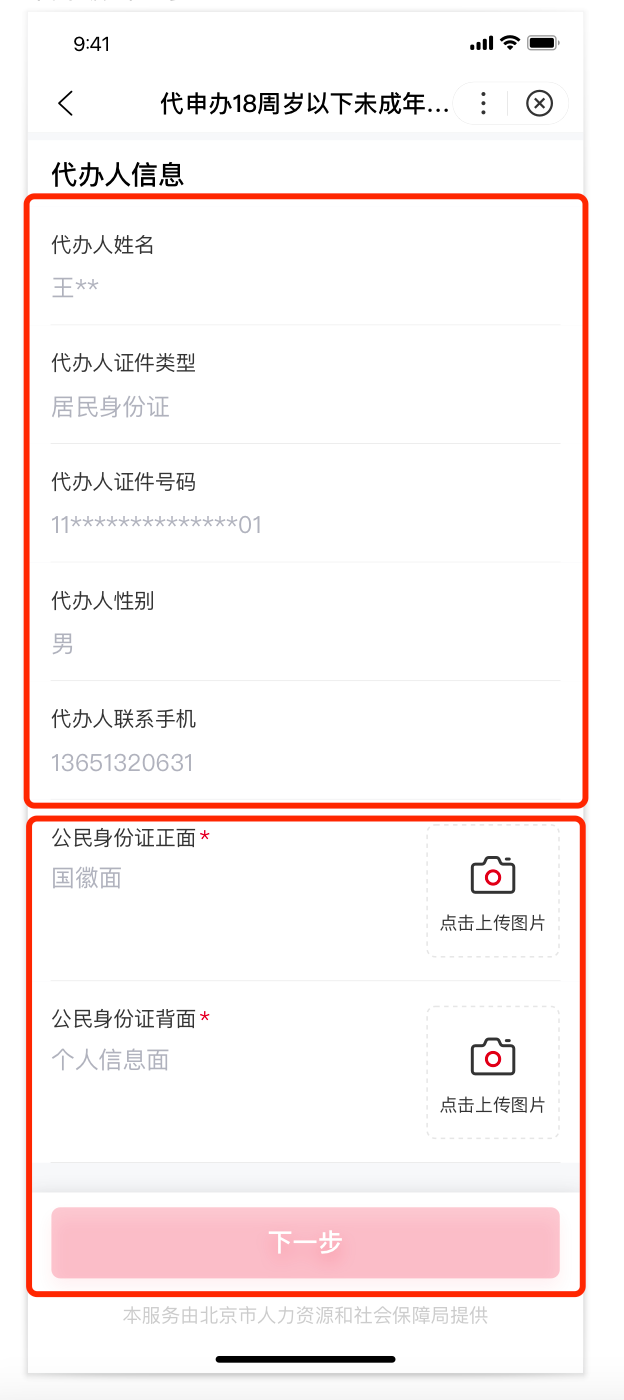 9:41
代申办18周岁以下未成年...
代办人信息
代办人姓名
王**
代办人证件类型
居民身份证
代办人证件号码
11**************01
代办人性别
男
代办人联系手机
13651320631
公民身份证正面*
国徽面
点击上传图片
公民身份证背面*
个人信息面
点击上传图片
下一步
本服务由北京市人力资源和社会保障局提供